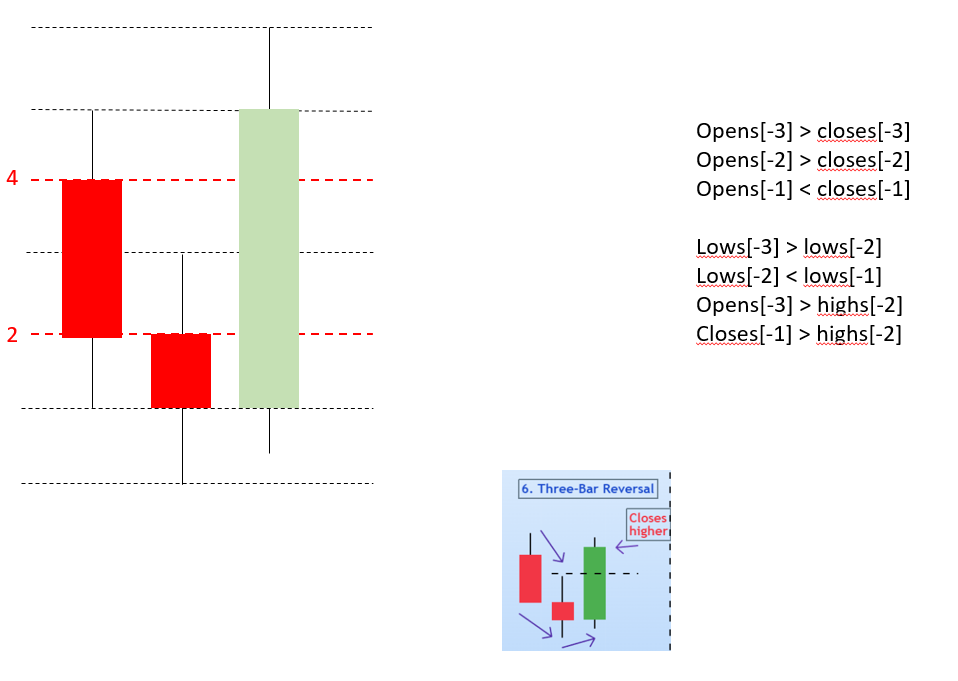 4
2
Opens[-3] > closes[-3]
Opens[-2] > closes[-2]
Opens[-1] < closes[-1]
Lows[-3] > lows[-2]
Lows[-2] < lows[-1]
Opens[-3] > highs[-2]
Closes[-1] > highs[-2]
6. Three-Bar Reversal
Closes
higher